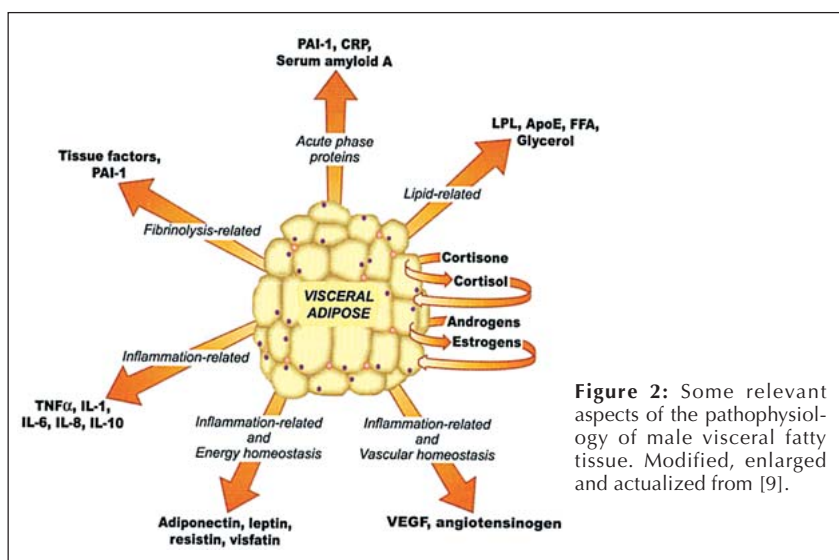 PAI-1, CRP,
Serum amyloid A
Acute phase
proteins
LPL, ApoE, FFA,
Glycerol
Lipid-related
Tissue factors,
PAI-1
Fibrinolysis-related
Cortisone
Cortisol
Androgens
Estrogens
VISCERAL
ADIPOSE
Inflammation-related
TNFα, IL-1,
IL-6, IL-8, IL-10
Inflammation-related
and
Energy homeostasis
Inflammation-related
and
Vascular homeostasis
Adiponectin, leptin,
resistin, visfatin
VEGF, angiotensinogen
Figure 2: Some relevant
aspects of the pathophysiol-
ogy of male visceral fatty
tissue. Modified, enlarged
and actualized from [9].